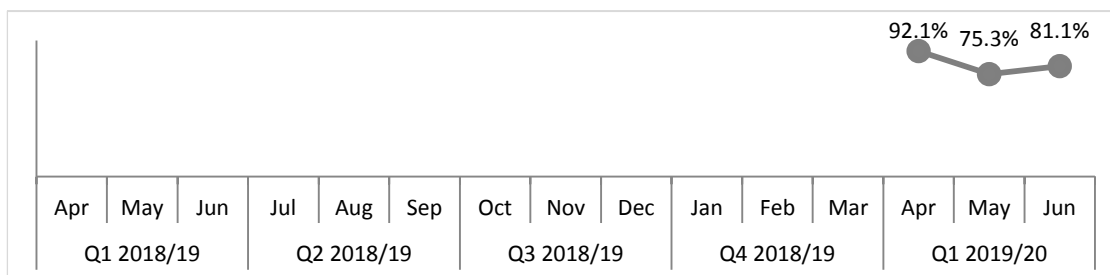 92.1% 75.3% 81.1%
Apr May Jun Jul Aug Sep Oct Nov Dec Jan Feb Mar Apr May Jun
Q1 2018/19 Q2 2018/19 Q3 2018/19 Q4 2018/19 Q1 2019/20